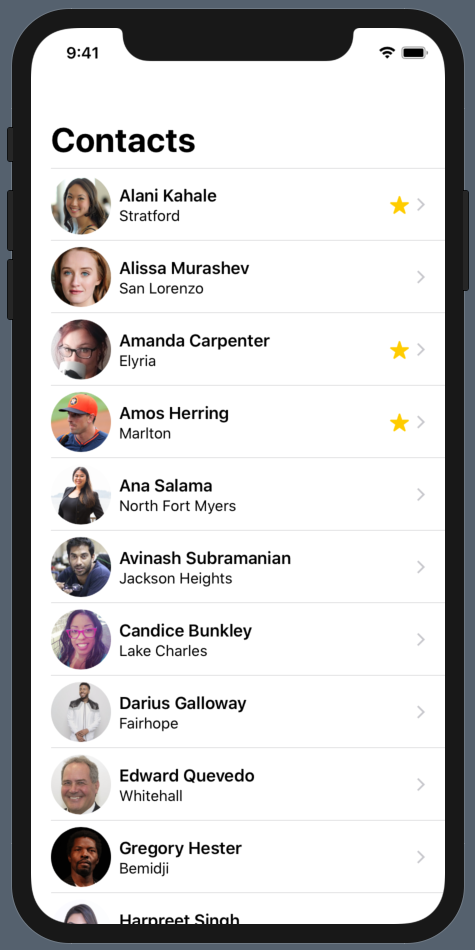 9:41
Contacts
Alani Kahale
Stratford
Alissa Murashev
San Lorenzo
Amanda Carpenter
Elyria
Amos Herring
Marlton
Ana Salama
North Fort Myers
Avinash Subramanian
Jackson Heights
Candice Bunkley
Lake Charles
Darius Galloway
Fairhope
Edward Quevedo
Whitehall
Gregory Hester
Bemidji
Harpreet Singh